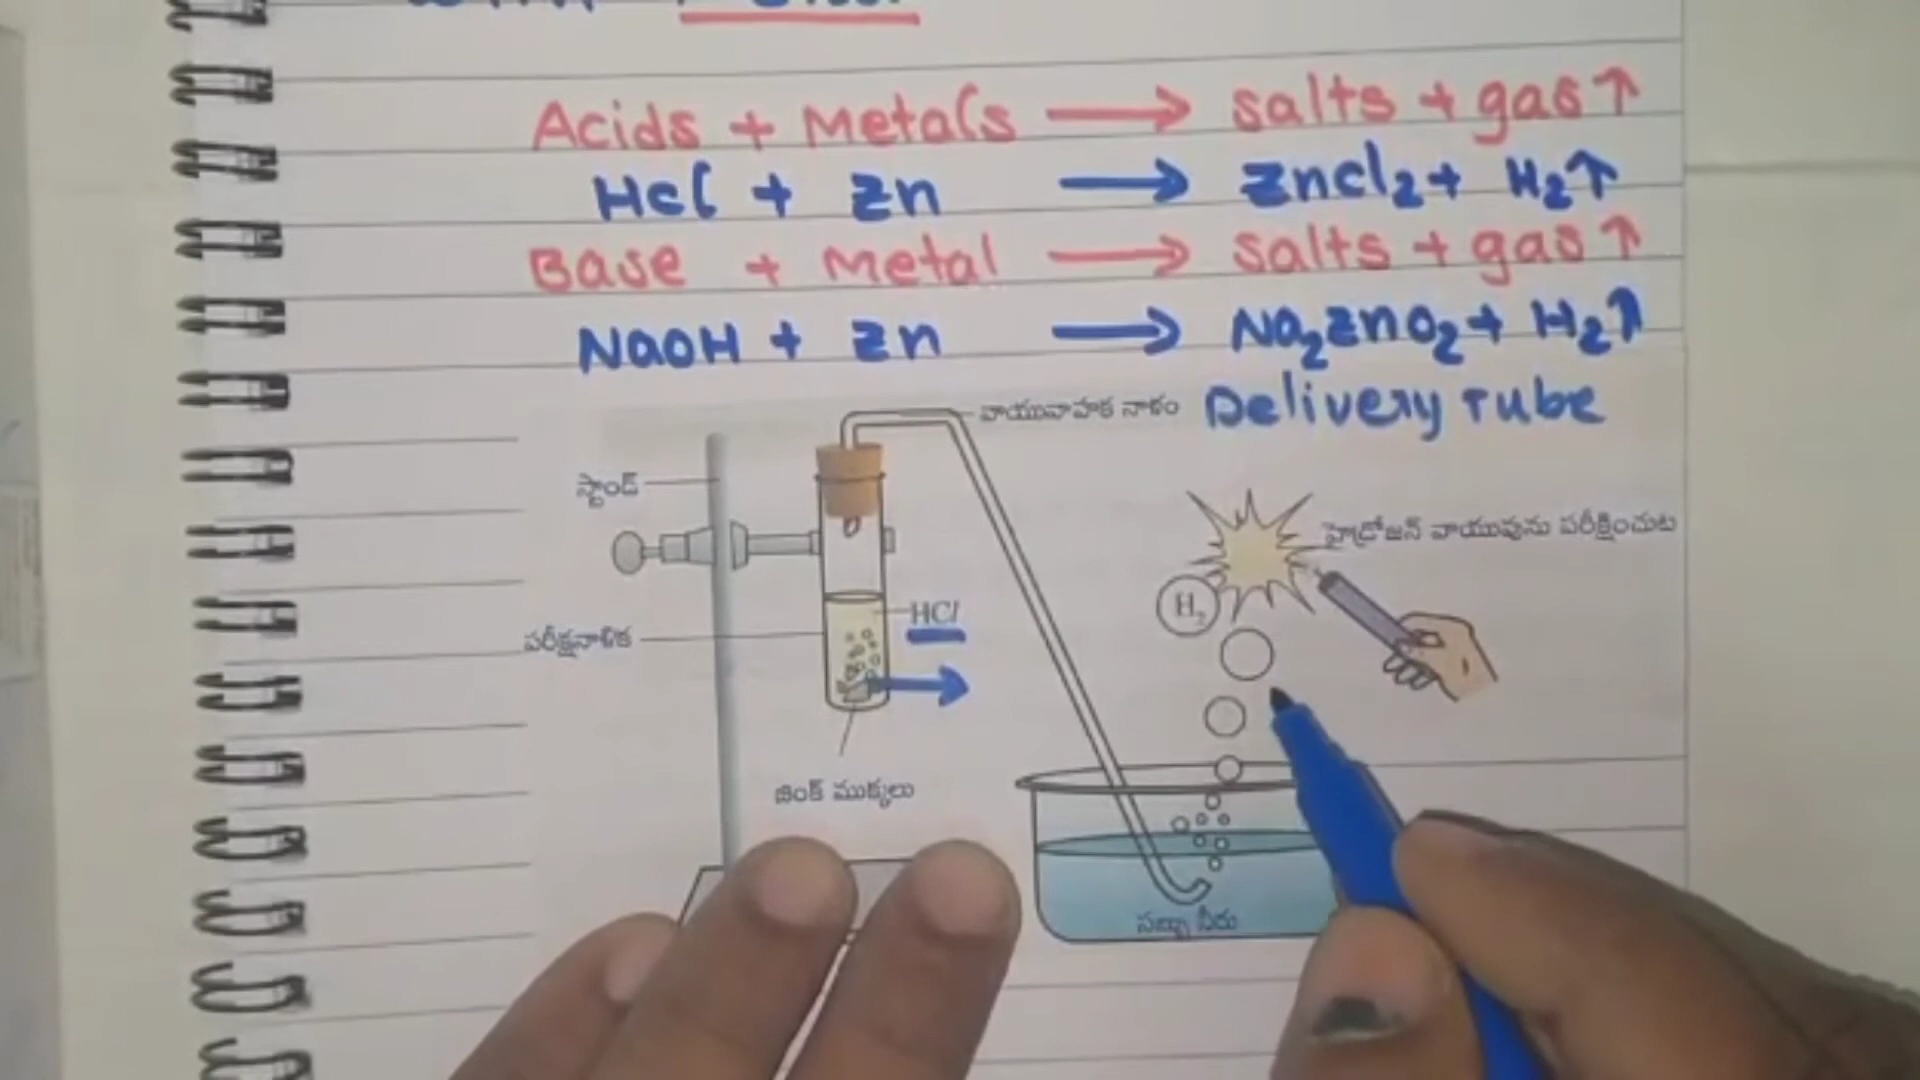 Acids + Metals → salts + gas ↑
HCl + Zn → ZnCl2 + H2↑
Base + Metal → salts + gas ↑
NaOH + Zn → Na2ZnO2 + H2↑
వాయువాహక నాళం Delivery Tube
స్టాండ్
హైడ్రోజన్ వాయువును పరీక్షించుట
H2
HCl
పరీక్షనాళిక
జింక్ ముక్కలు
సబ్బు నీరు